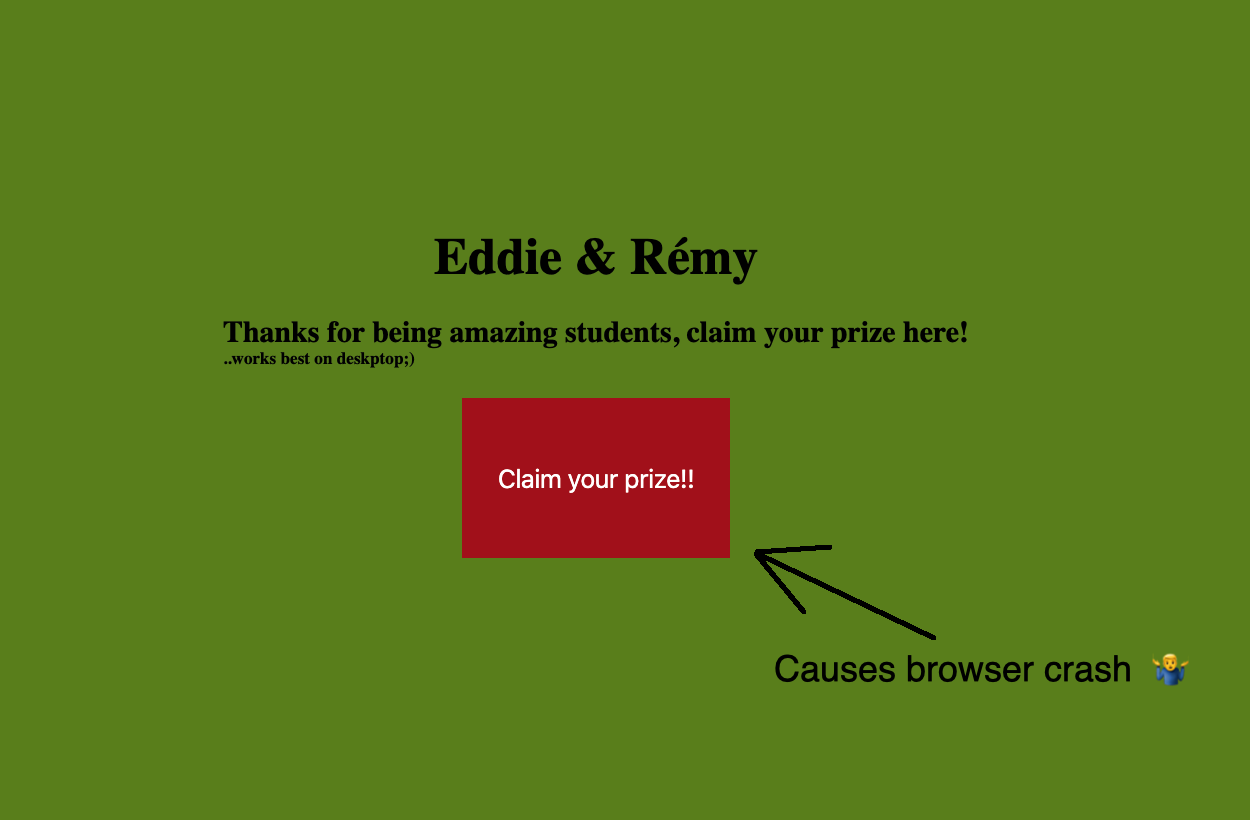 Eddie & Rémy
Thanks for being amazing students, claim your prize here!
..works best on deskptop;)
Claim your prize!!
Causes browser crash 🤷‍♂️